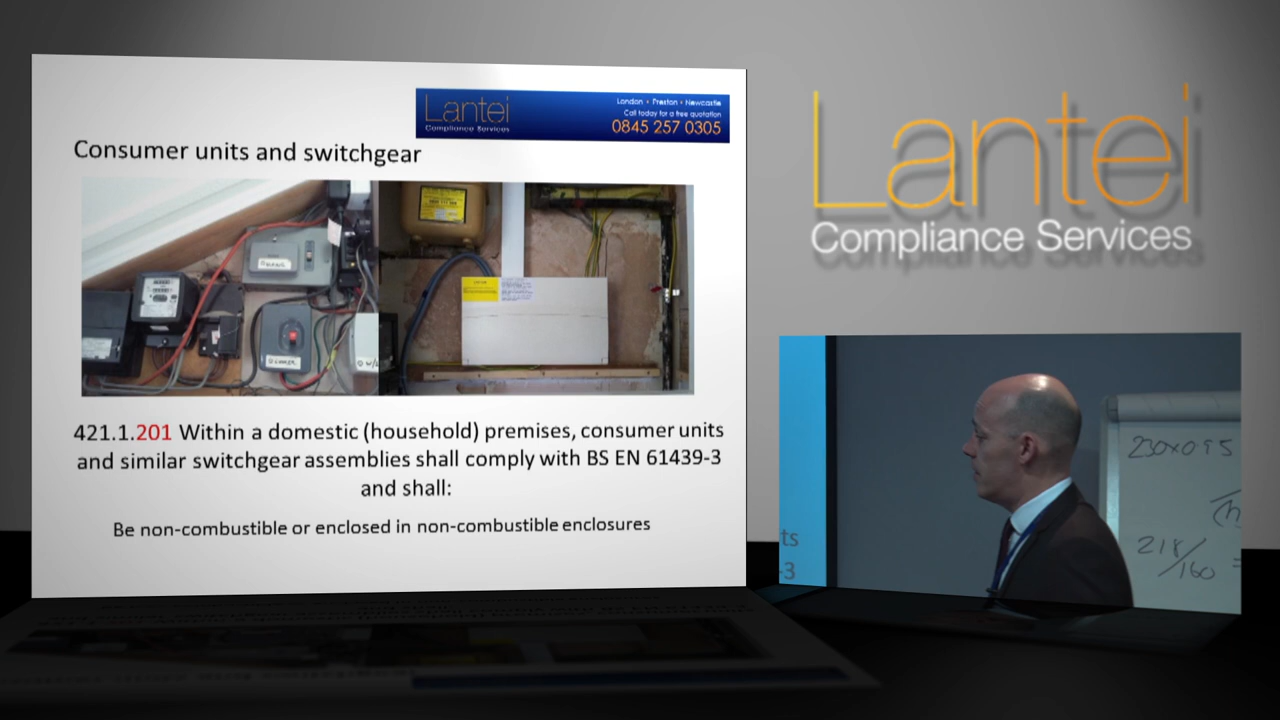 Lantei
Compliance Services
London • Preston • Newcastle
Call today for a free quotation
0845 257 0305
Consumer units and switchgear
421.1.201 Within a domestic (household) premises, consumer units
and similar switchgear assemblies shall comply with BS EN 61439-3
and shall:
Be non-combustible or enclosed in non-combustible enclosures
Lantei
Compliance Services
230x0.95
218/160 =
ts
-3